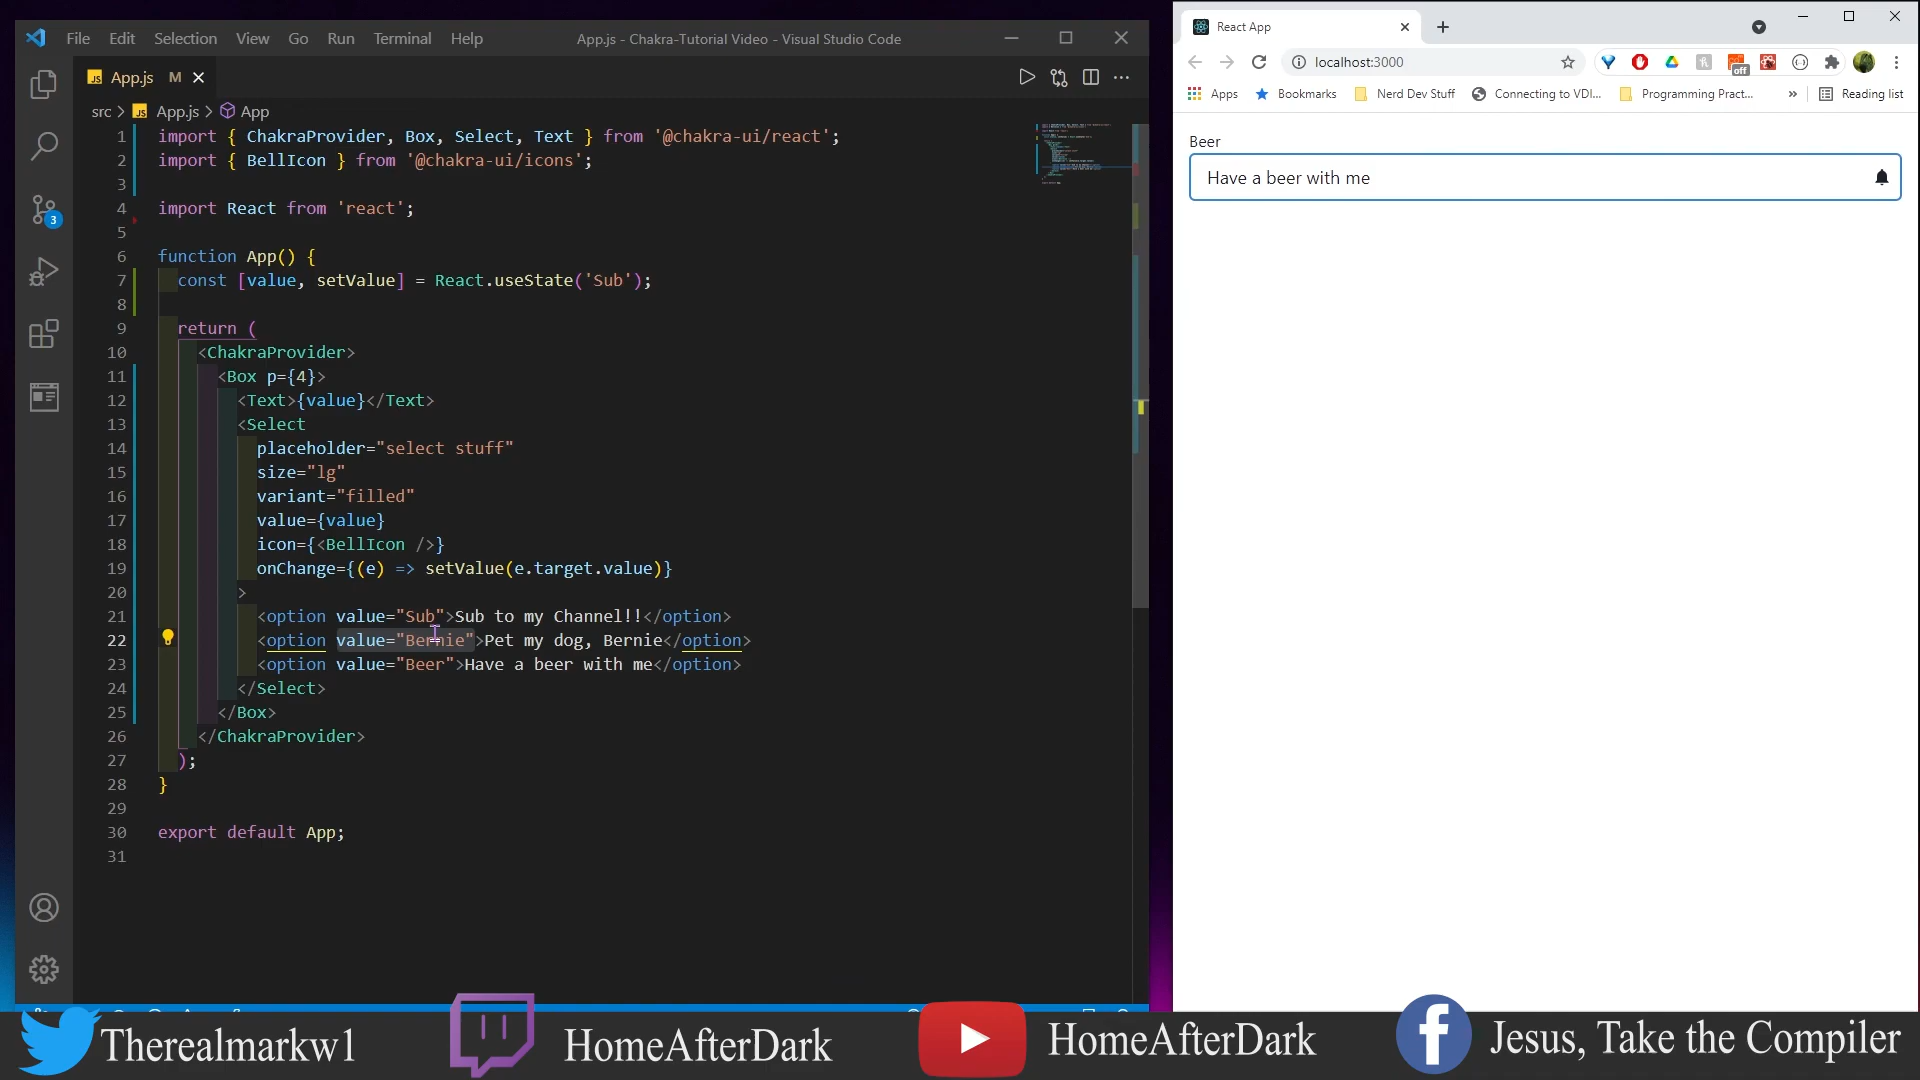 File Edit Selection View Go Run Terminal Help
App.js - Chakra-Tutorial Video - Visual Studio Code
App.js M
src > App.js > App
1 import { ChakraProvider, Box, Select, Text } from '@chakra-ui/react';
2 import { BellIcon } from '@chakra-ui/icons';
3
4 import React from 'react';
5
6 function App() {
7 const [value, setValue] = React.useState('Sub');
8
9 return (
10 <ChakraProvider>
11 <Box p={4}>
12 <Text>{value}</Text>
13 <Select
14 placeholder="select stuff"
15 size="lg"
16 variant="filled"
17 value={value}
18 icon={<BellIcon />}
19 onChange={(e) => setValue(e.target.value)}
20 >
21 <option value="Sub">Sub to my Channel!!</option>
22 <option value="Bernie">Pet my dog, Bernie</option>
23 <option value="Beer">Have a beer with me</option>
24 </Select>
25 </Box>
26 </ChakraProvider>
27 );
28 }
29
30 export default App;
31
3
React App
localhost:3000
off
Apps Bookmarks Nerd Dev Stuff Connecting to VDI... Programming Pract... » Reading list
Beer
Have a beer with me
Therealmarkw1
HomeAfterDark
HomeAfterDark
Jesus, Take the Compiler